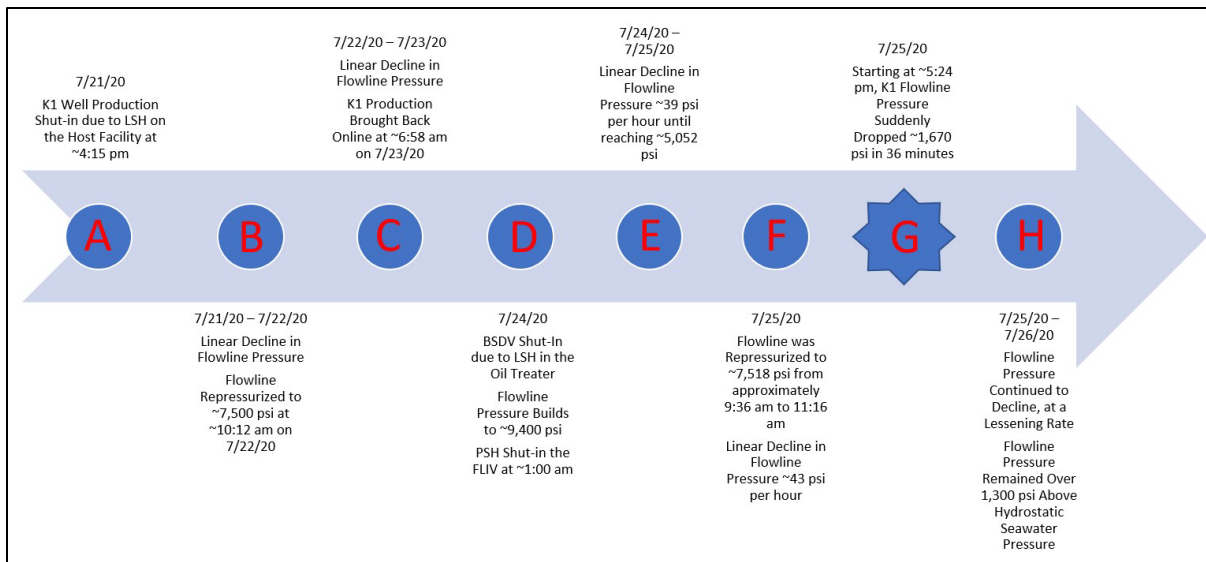 7/21/20
K1 Well Production
Shut-in due to LSH on
the Host Facility at
~4:15 pm
A
7/21/20 – 7/22/20
Linear Decline in
Flowline Pressure
Flowline
Repressurized to
~7,500 psi at
~10:12 am on
7/22/20
B
7/22/20 – 7/23/20
Linear Decline in
Flowline Pressure
K1 Production
Brought Back
Online at ~6:58 am
on 7/23/20
C
7/24/20
BSDV Shut-In
due to LSH in the
Oil Treater
Flowline
Pressure Builds
to ~9,400 psi
PSH Shut-in the
FLIV at ~1:00 am
D
7/24/20 –
7/25/20
Linear Decline in
Flowline
Pressure ~39 psi
per hour until
reaching ~5,052
psi
E
7/25/20
Flowline was
Repressurized to
~7,518 psi from
approximately
9:36 am to 11:16
am
Linear Decline in
Flowline
Pressure ~43 psi
per hour
F
7/25/20
Starting at ~5:24
pm, K1 Flowline
Pressure
Suddenly
Dropped ~1,670
psi in 36 minutes
G
7/25/20 –
7/26/20
Flowline
Pressure
Continued to
Decline, at a
Lessening Rate
Flowline
Pressure
Remained Over
1,300 psi Above
Hydrostatic
Seawater
Pressure
H